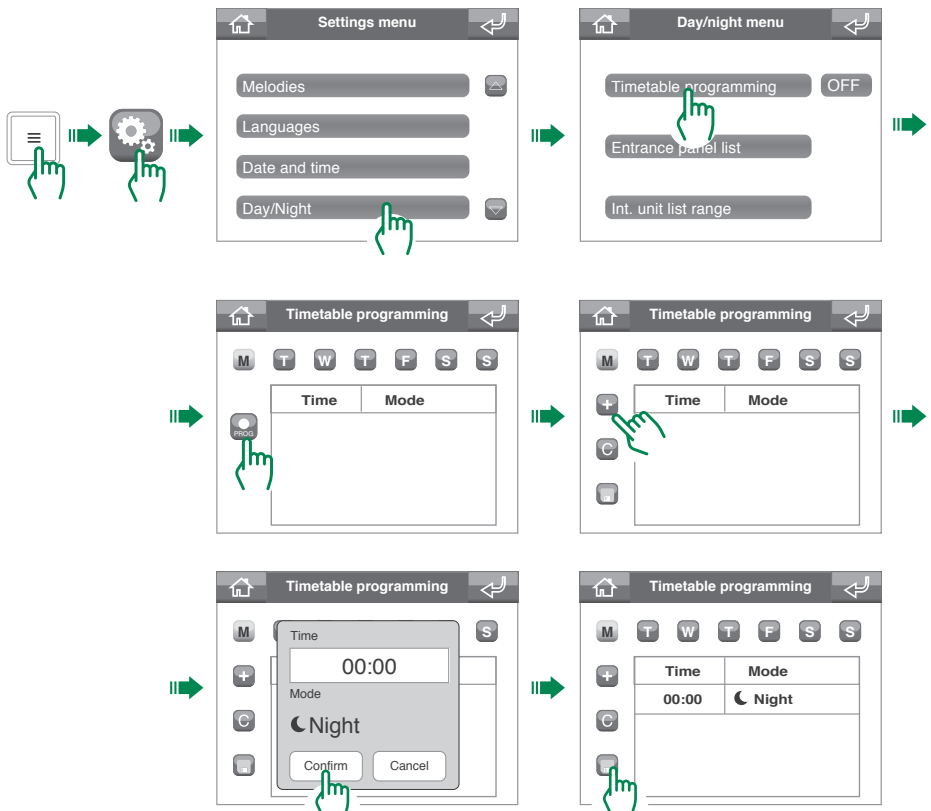 Settings menu
Melodies
Languages
Date and time
Day/Night
Day/night menu
Timetable programming OFF
Entrance panel list
Int. unit list range
Timetable programming
M T W T F S S
Time Mode
PROG
Timetable programming
M T W T F S S
+ Time Mode
C
Timetable programming
M S
Time
+ 00:00
Mode
C Night
Confirm Cancel
Timetable programming
M T W T F S S
+ Time Mode
00:00 Night
C